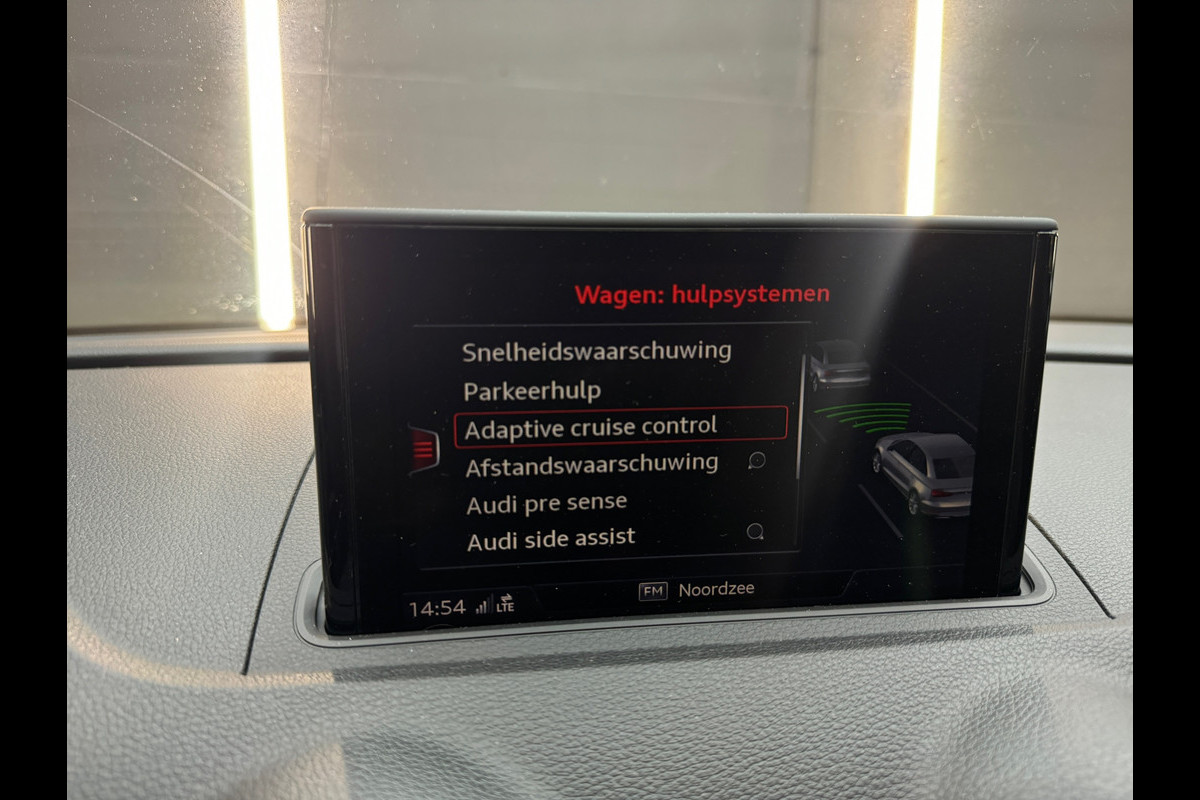 Wagen: hulpsystemen
Snelheidswaarschuwing
Parkeerhulp
Adaptive cruise control
Afstandswaarschuwing
Audi pre sense
Audi side assist
14:54 LTE FM Noordzee